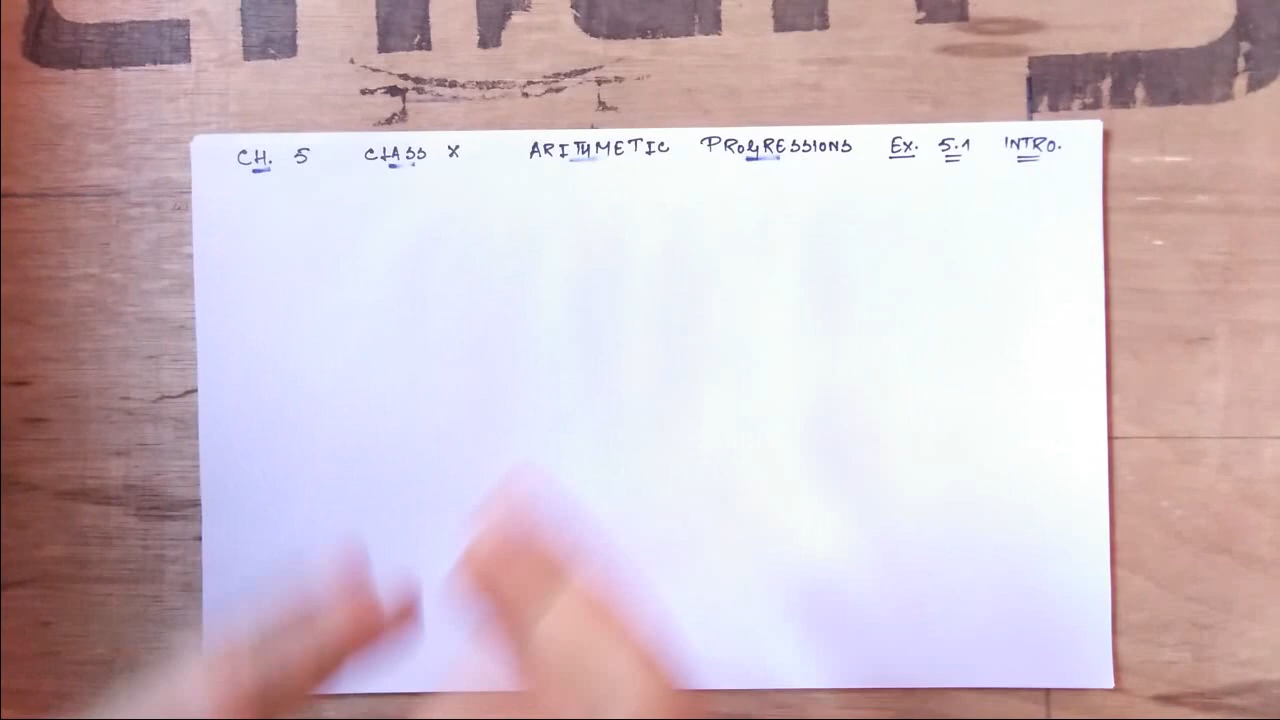 CH. 5 CLASS X ARITHMETIC PROGRESSIONS Ex. 5.1 INTRO.